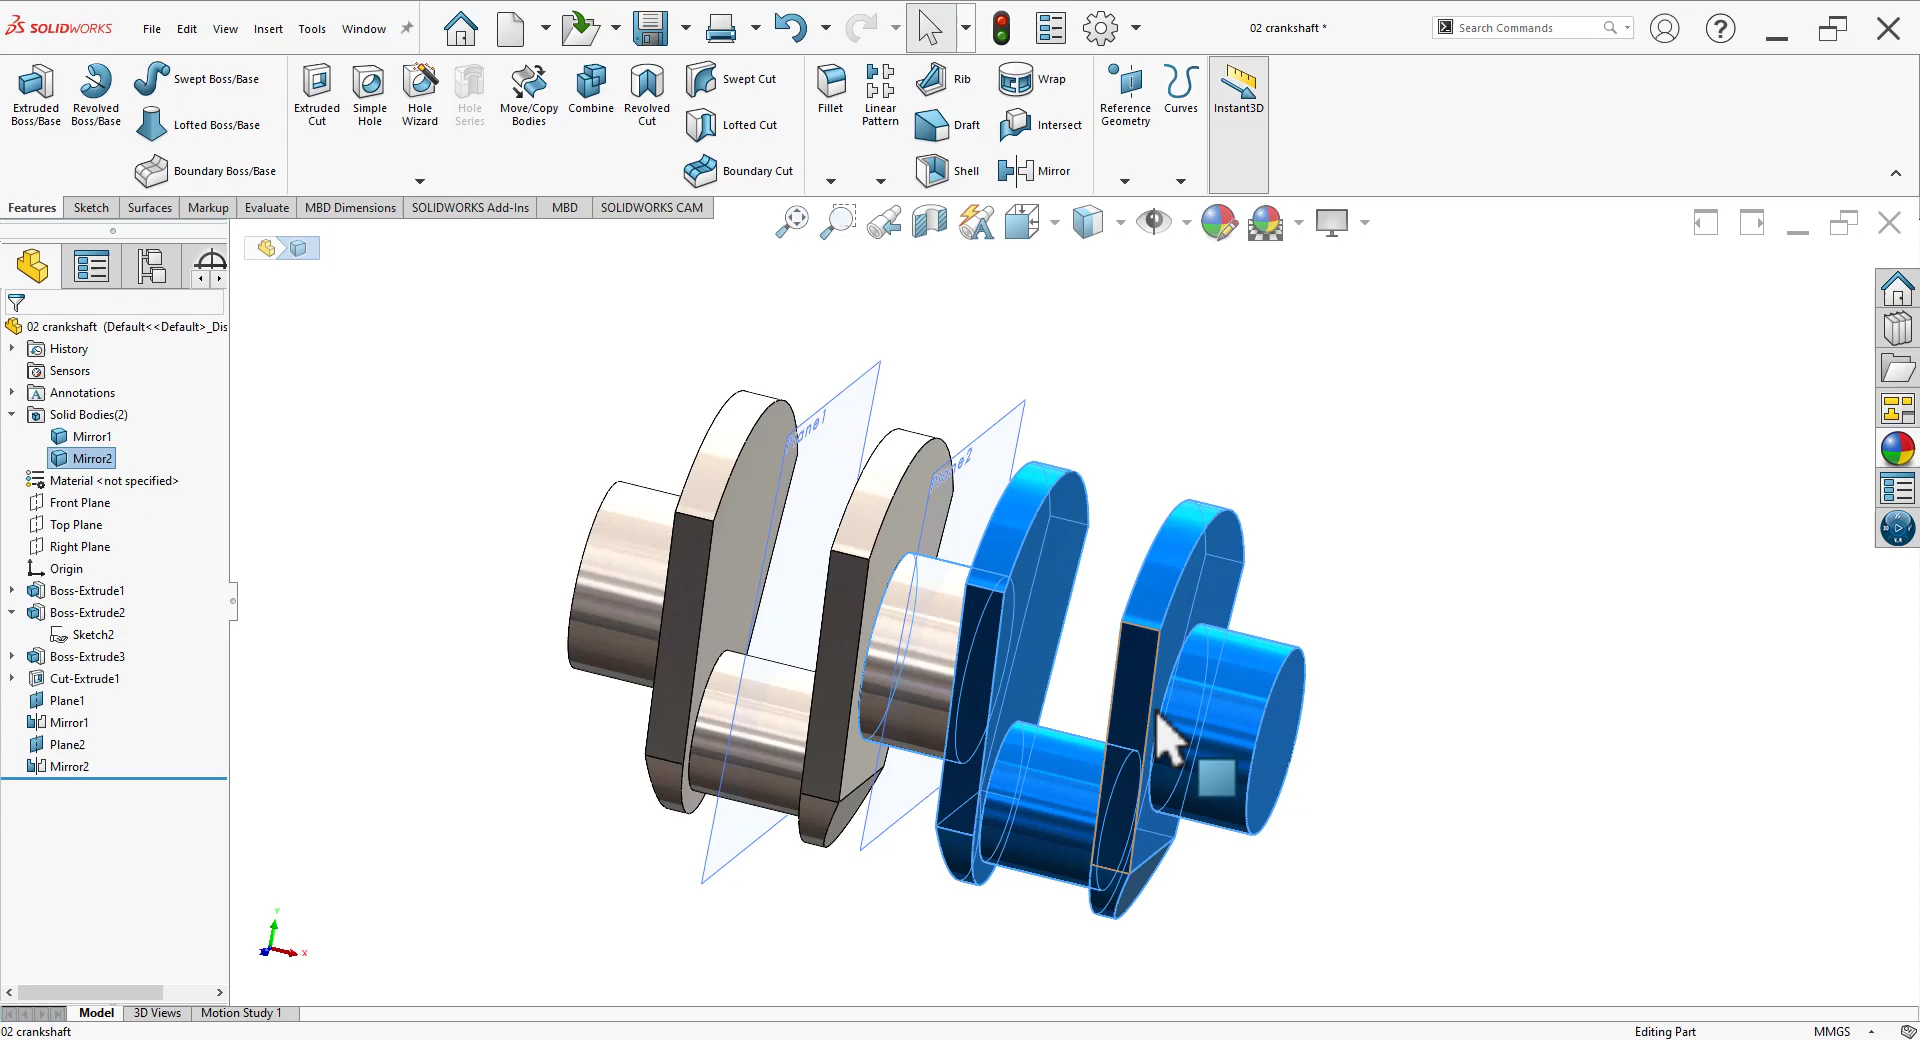 SOLIDWORKS File Edit View Insert Tools Window 02 crankshaft * Search Commands
Extruded Boss/Base
Revolved Boss/Base
Swept Boss/Base
Lofted Boss/Base
Boundary Boss/Base
Extruded Cut
Simple Hole
Hole Wizard
Hole Series
Move/Copy Bodies
Combine
Revolved Cut
Swept Cut
Lofted Cut
Boundary Cut
Fillet
Linear Pattern
Rib
Draft
Shell
Wrap
Intersect
Mirror
Reference Geometry
Curves
Instant3D
Features Sketch Surfaces Markup Evaluate MBD Dimensions SOLIDWORKS Add-Ins MBD SOLIDWORKS CAM
02 crankshaft (Default<<Default>_Dis
History
Sensors
Annotations
Solid Bodies(2)
Mirror1
Mirror2
Material <not specified>
Front Plane
Top Plane
Right Plane
Origin
Boss-Extrude1
Boss-Extrude2
Sketch2
Boss-Extrude3
Cut-Extrude1
Plane1
Mirror1
Plane2
Mirror2
Plane1
Plane2
Y
X
Model 3D Views Motion Study 1
02 crankshaft Editing Part MMGS